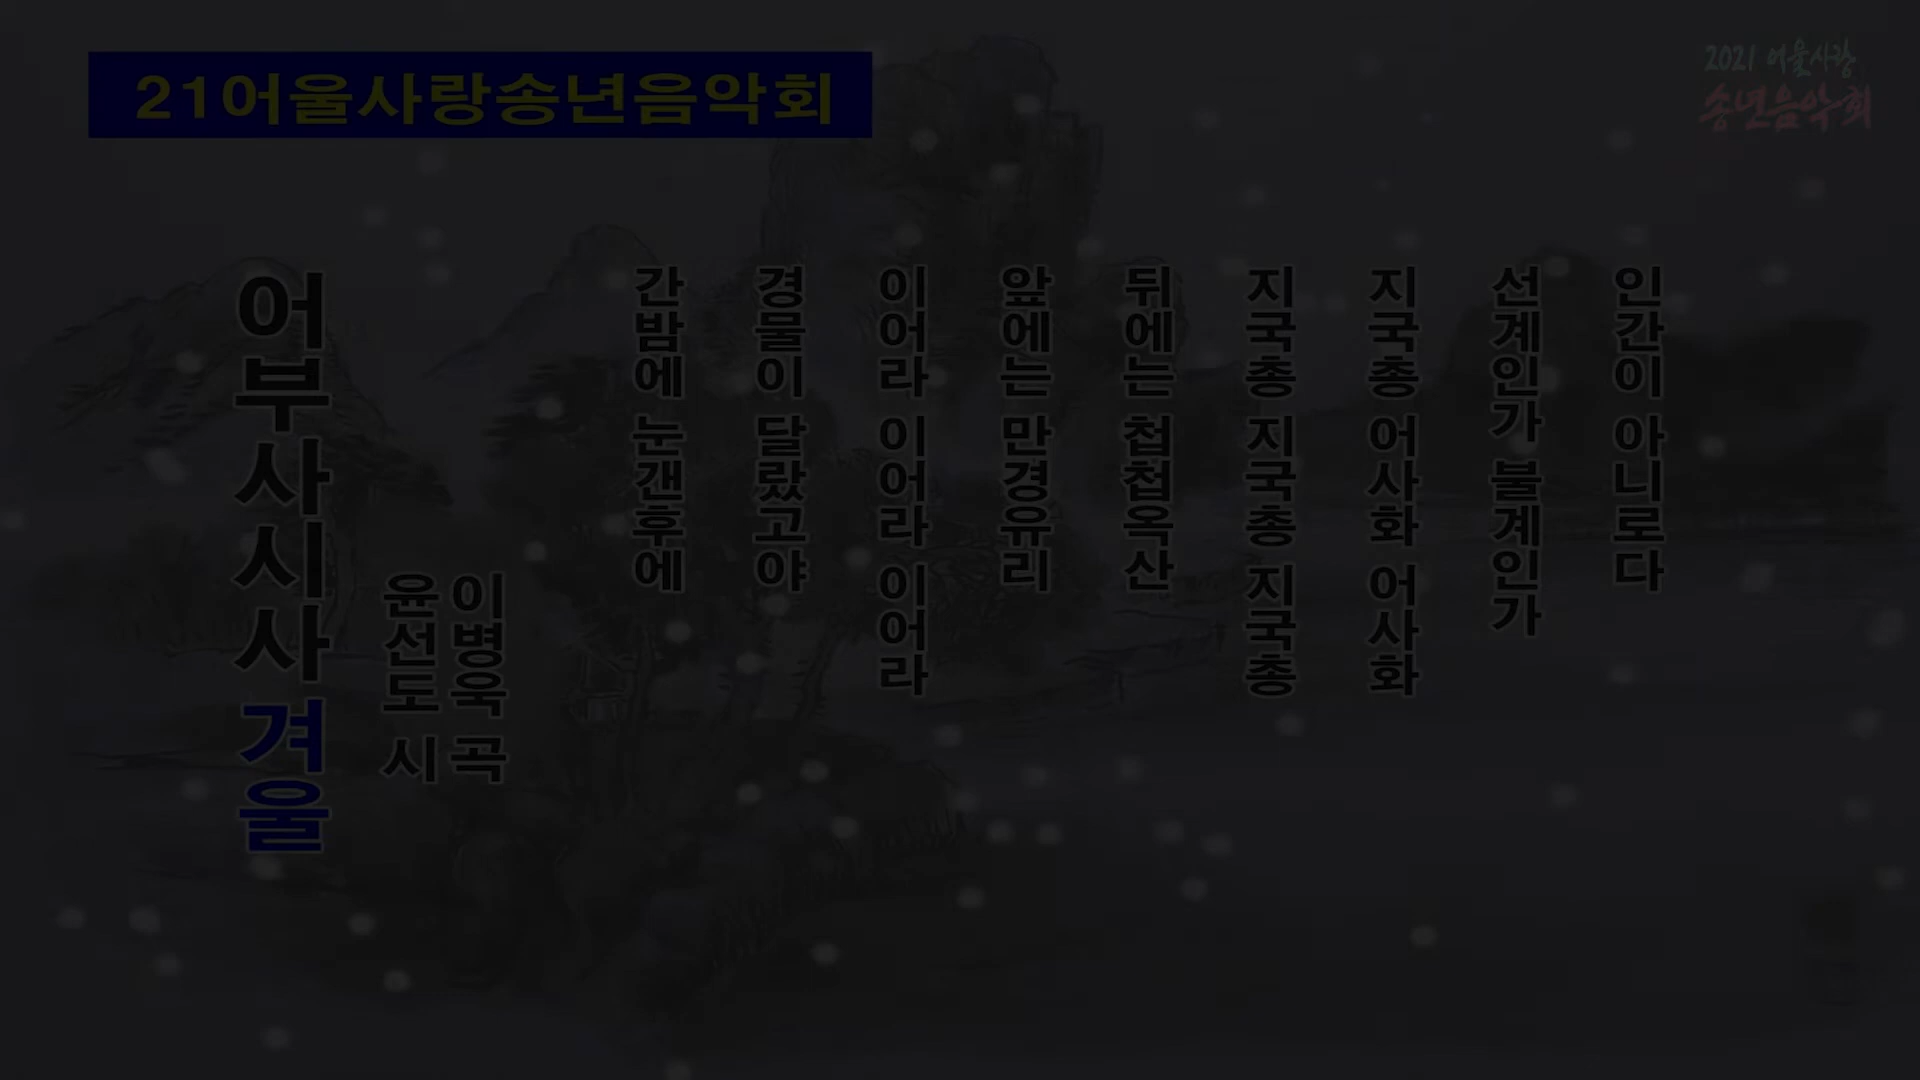 21어울사랑송년음악회
2021 어울사랑
송년음악회
어부사시사 겨울
윤선도 시
이병욱 곡
간밤에 눈갠후에
경물이 달랐고야
이어라 이어라 이어라
앞에는 만경유리
뒤에는 첩첩옥산
지국총 지국총 지국총
지국총 어사화 어사화
선계인가 불계인가
인간이 아니로다